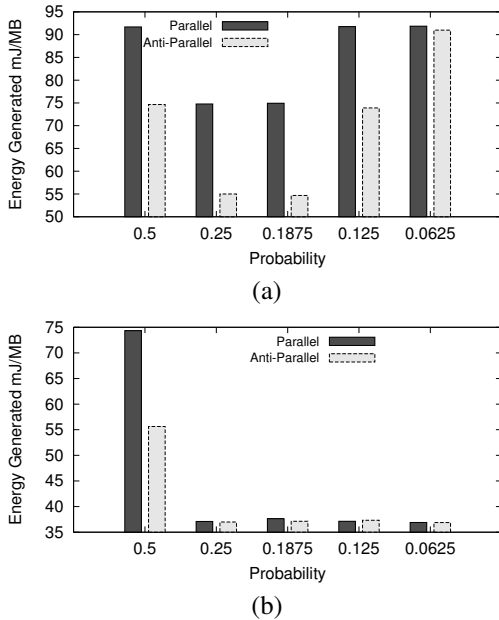 95
90
85
80
75
70
65
60
55
50
Energy Generated mJ/MB
Parallel
Anti-Parallel
0.5 0.25 0.1875 0.125 0.0625
Probability
(a)
75
70
65
60
55
50
45
40
35
Energy Generated mJ/MB
Parallel
Anti-Parallel
0.5 0.25 0.1875 0.125 0.0625
Probability
(b)